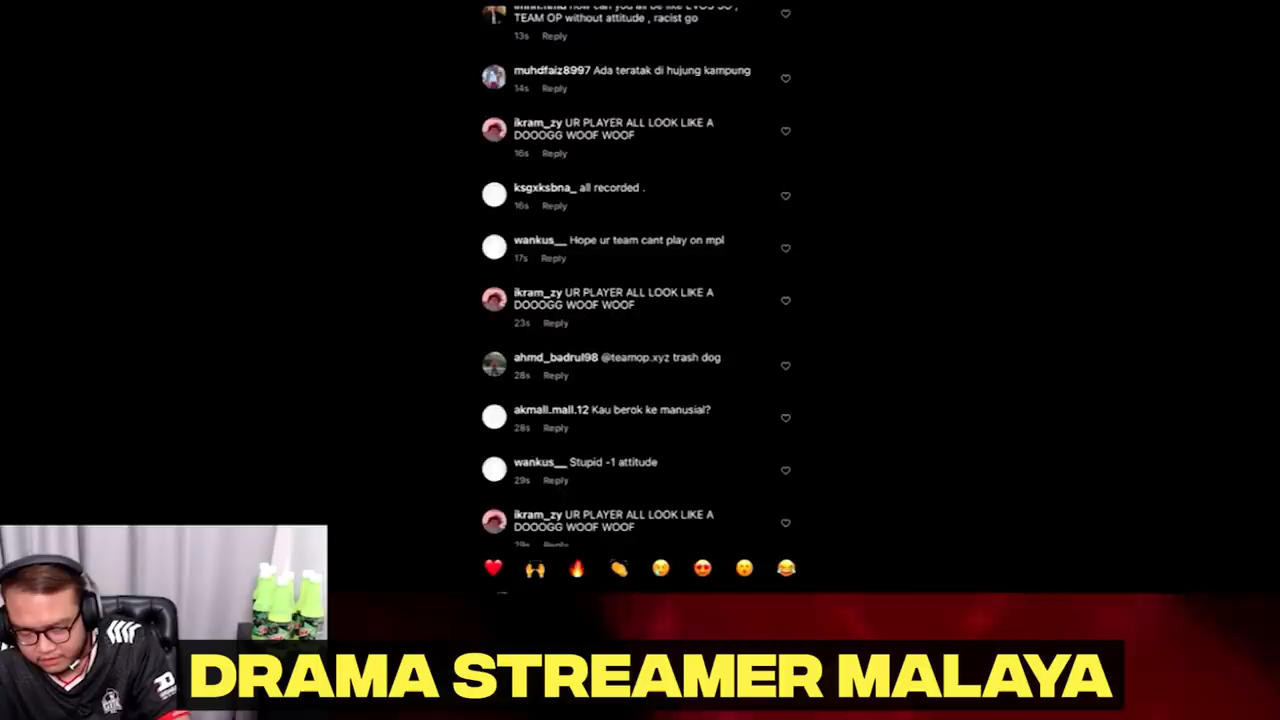 TEAM OP without attitude , racist go
13s Reply
muhdfaiz8997 Ada teratak di hujung kampung
14s Reply
ikram_zy UR PLAYER ALL LOOK LIKE A
DOOOGG WOOF WOOF
16s Reply
ksgxksbna_ all recorded .
16s Reply
wankus__ Hope ur team cant play on mpl
17s Reply
ikram_zy UR PLAYER ALL LOOK LIKE A
DOOOGG WOOF WOOF
23s Reply
ahmd_badrul98 @teamop.xyz trash dog
28s Reply
akmall.mall.12 Kau berok ke manusial?
28s Reply
wankus__ Stupid -1 attitude
29s Reply
ikram_zy UR PLAYER ALL LOOK LIKE A
DOOOGG WOOF WOOF
DRAMA STREAMER MALAYA